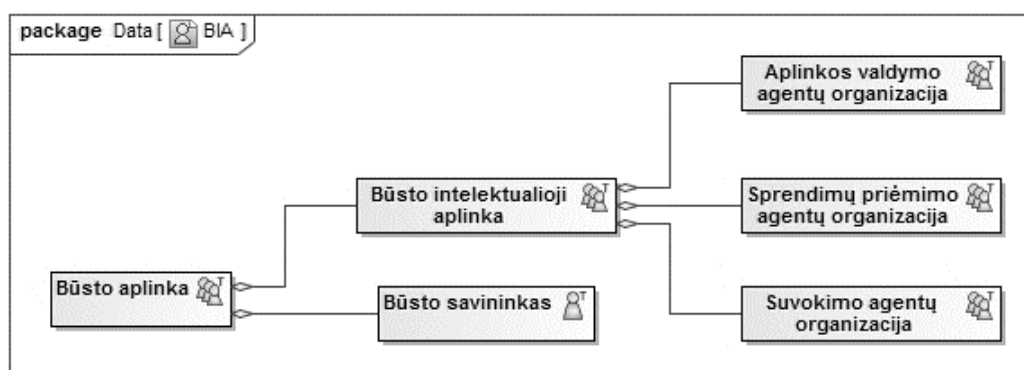 package Data [ BIA ]
Aplinkos valdymo
agentų organizacija
Būsto intelektualioji
aplinka
Sprendimų priėmimo
agentų organizacija
Būsto aplinka
Būsto savininkas
Suvokimo agentų
organizacija